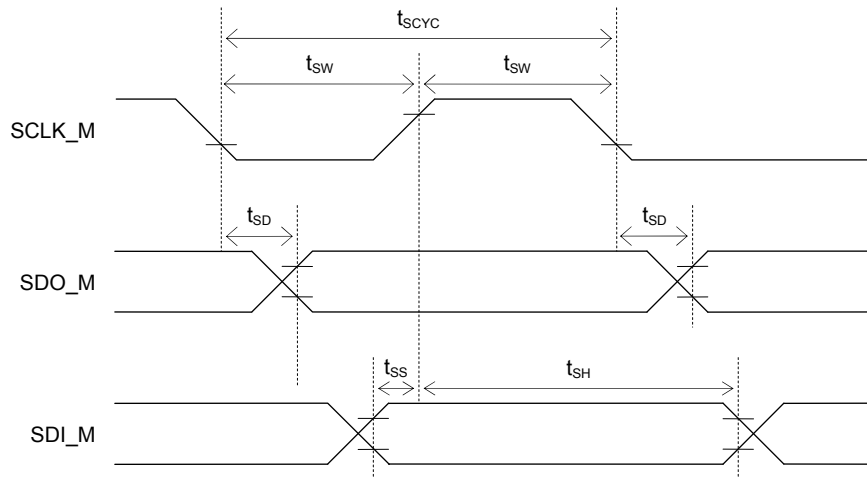 tSCYC
tSW tSW
SCLK_M
tSD tSD
SDO_M
tSS tSH
SDI_M